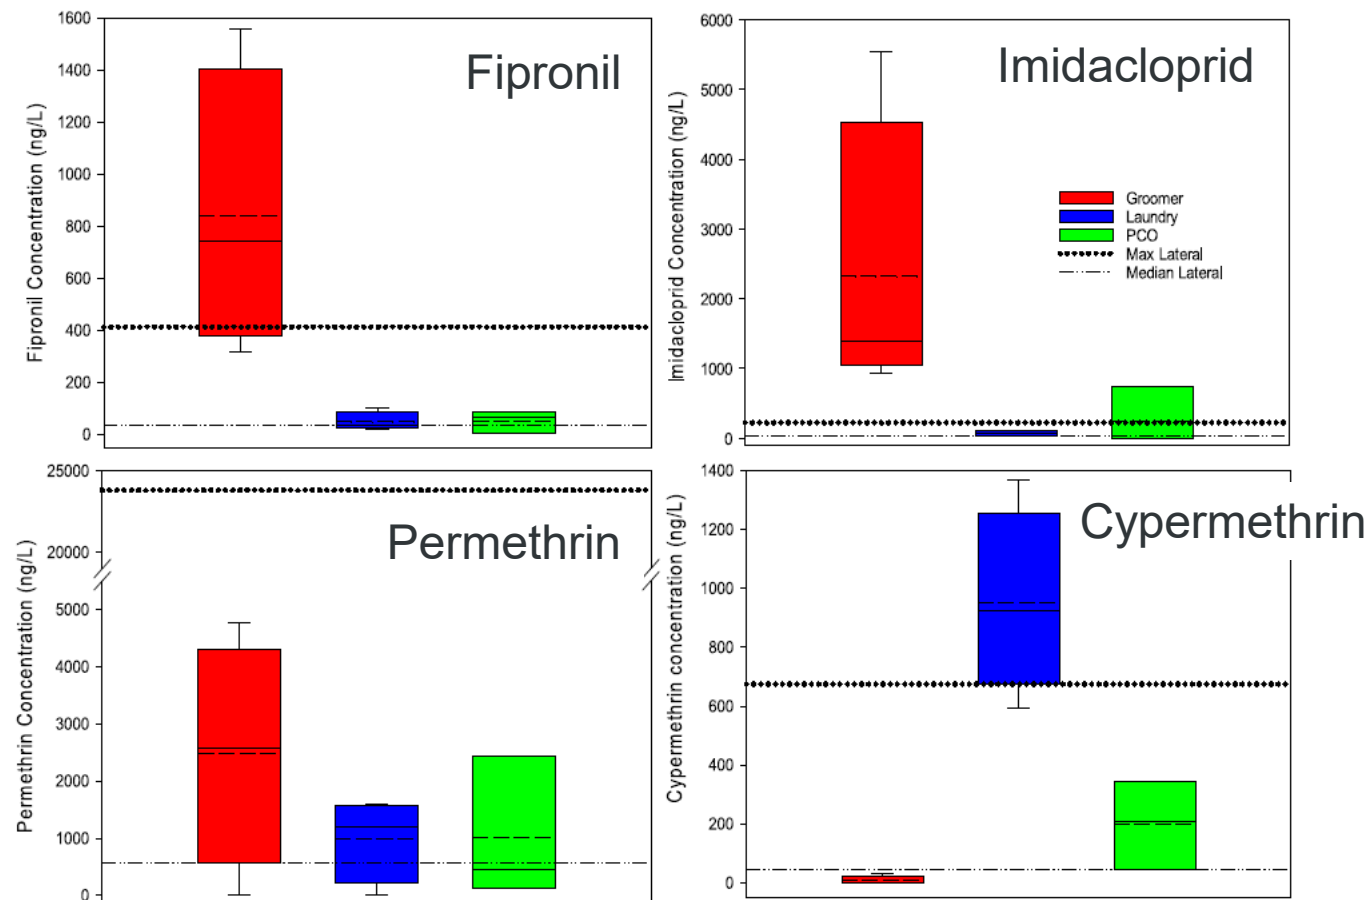 Fipronil
Fipronil Concentration (ng/L)
1600
1400
1200
1000
800
600
400
200
0
Imidacloprid
Imidacloprid Concentration (ng/L)
6000
5000
4000
3000
2000
1000
0
Groomer
Laundry
PCO
Max Lateral
Median Lateral
Permethrin
Permethrin Concentration (ng/L)
25000
20000
5000
4000
3000
2000
1000
0
Cypermethrin
Cypermethrin concentration (ng/L)
1400
1200
1000
800
600
400
200
0